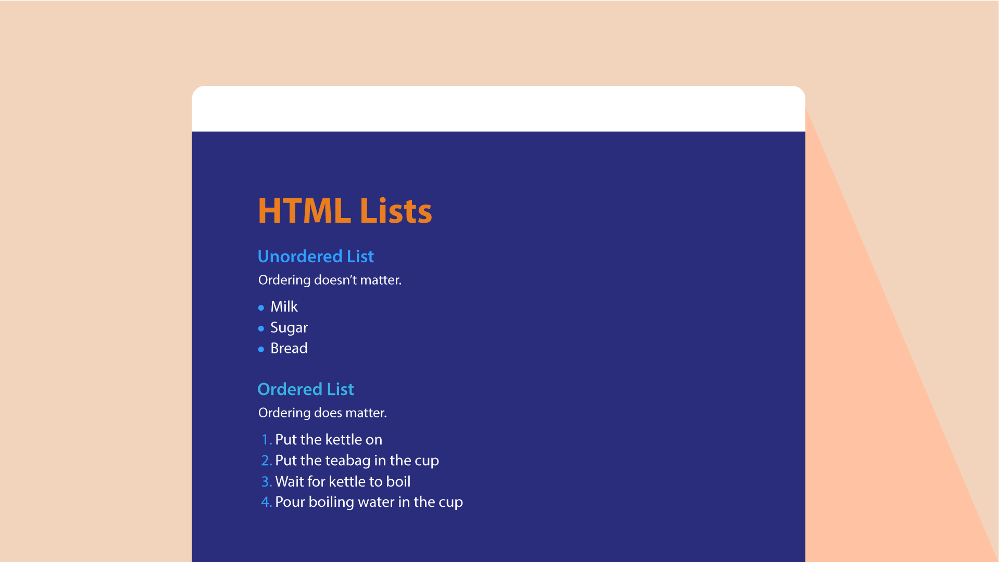 HTML Lists
Unordered List
Ordering doesn’t matter.
• Milk
• Sugar
• Bread
Ordered List
Ordering does matter.
1. Put the kettle on
2. Put the teabag in the cup
3. Wait for kettle to boil
4. Pour boiling water in the cup